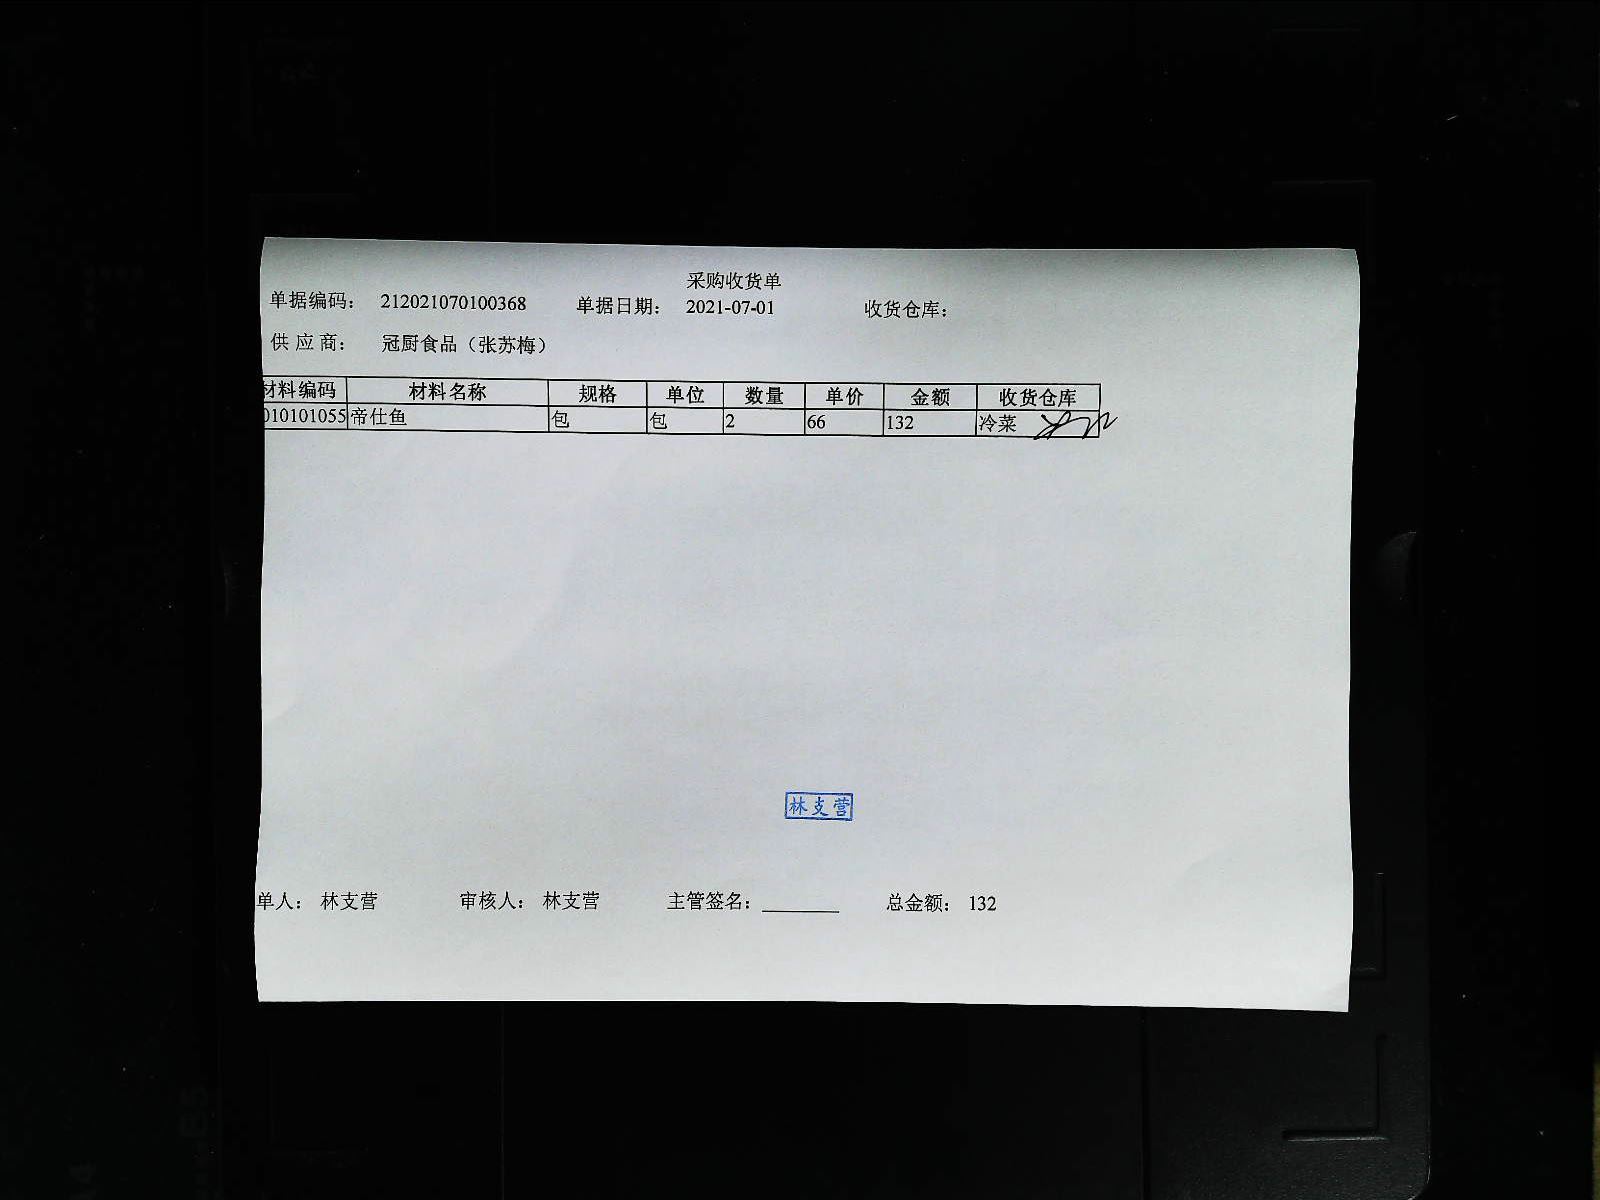 采购收货单
单据编码： 212021070100368 单据日期： 2021-07-01 收货仓库：
供 应 商： 冠厨食品（张苏梅）
材料编码 材料名称 规格 单位 数量 单价 金额 收货仓库
010101055 帝仕鱼 包 包 2 66 132 冷菜
林支营
单人： 林支营 审核人： 林支营 主管签名：________ 总金额： 132